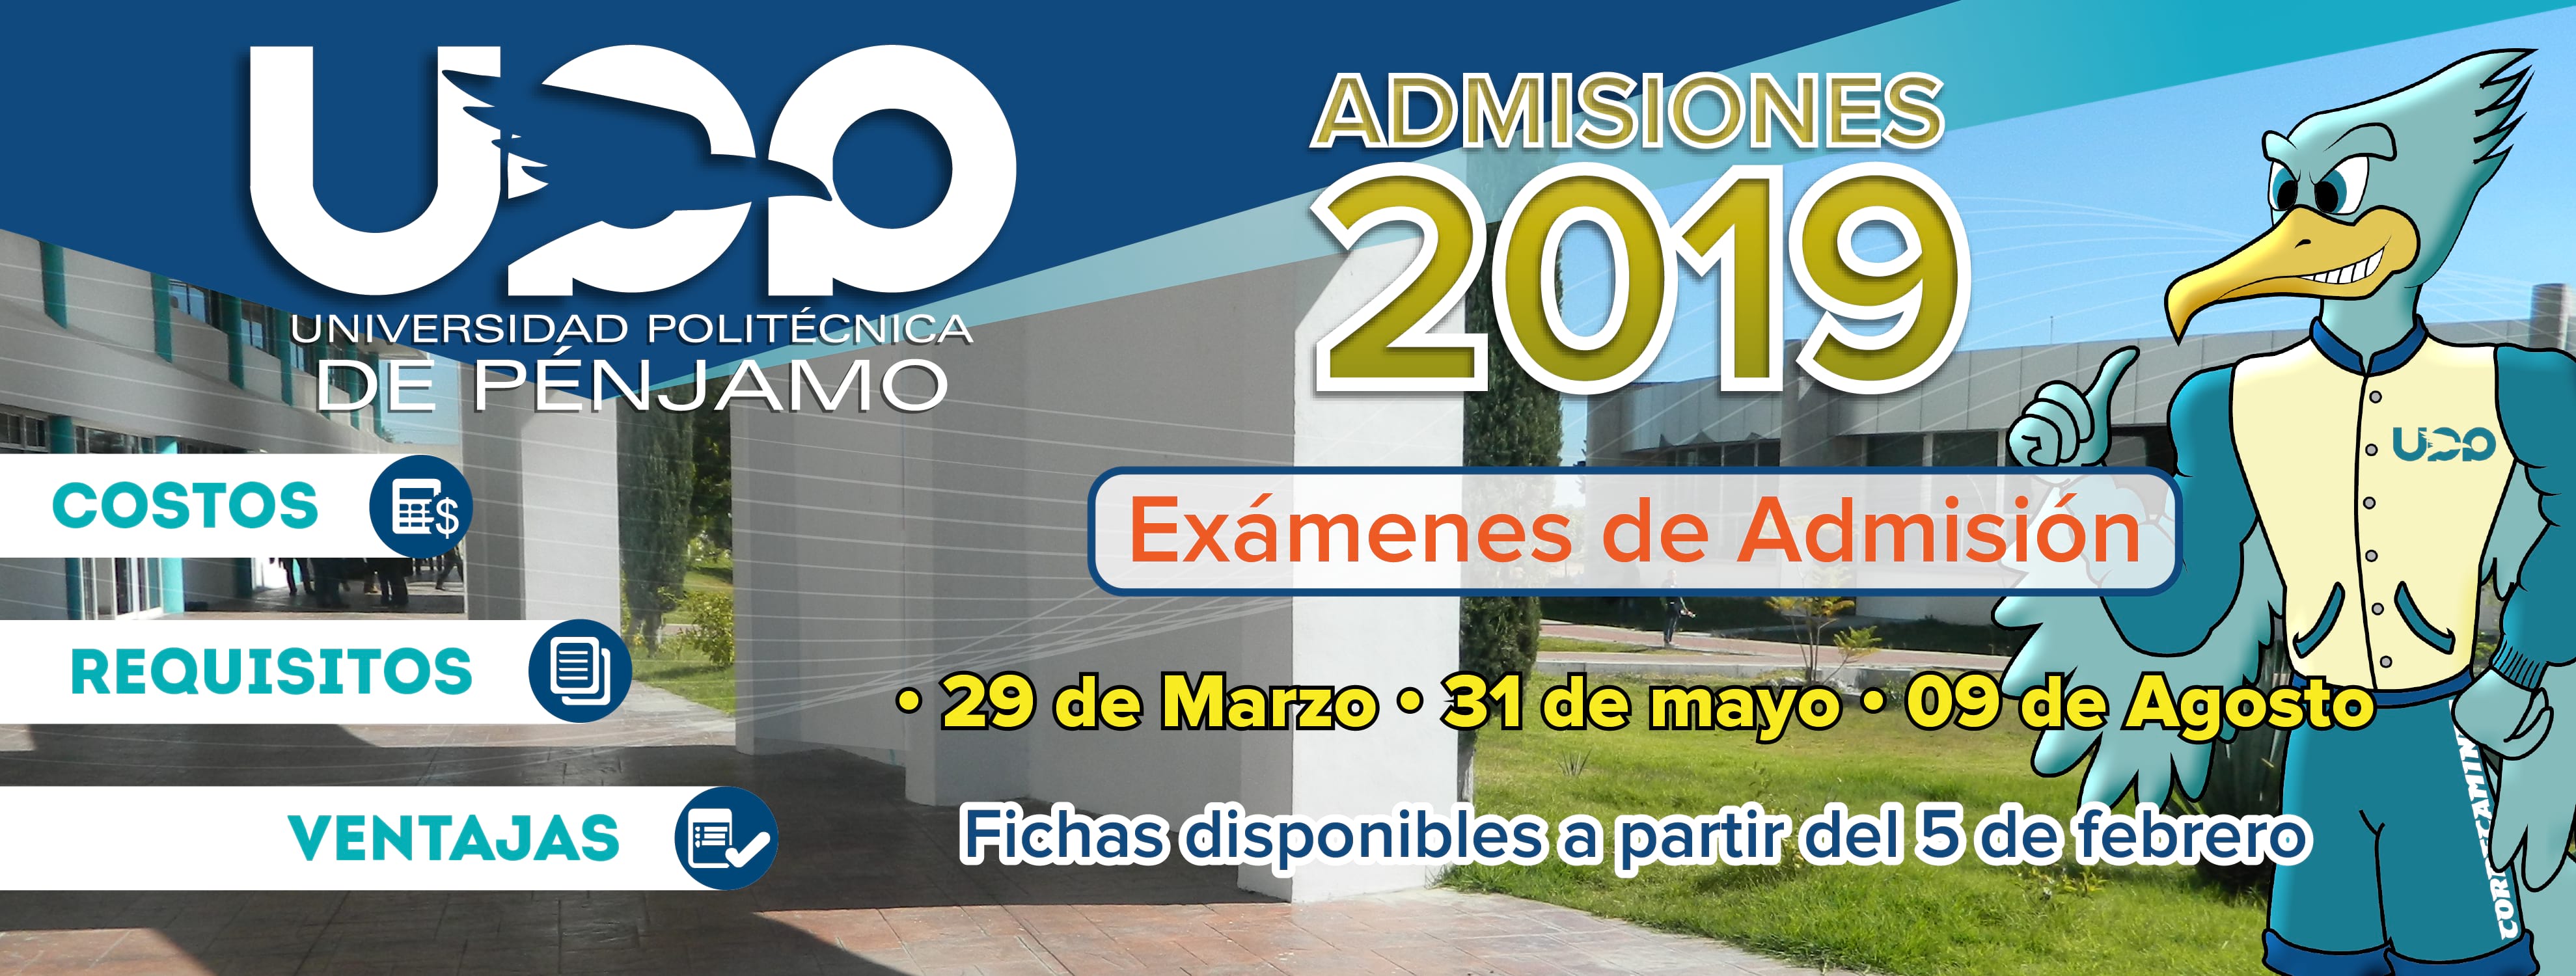 UPP
UNIVERSIDAD POLITÉCNICA
DE PÉNJAMO
COSTOS
REQUISITOS
VENTAJAS
ADMISIONES
2019
Exámenes de Admisión
• 29 de Marzo • 31 de mayo • 09 de Agosto
Fichas disponibles a partir del 5 de febrero
UPP